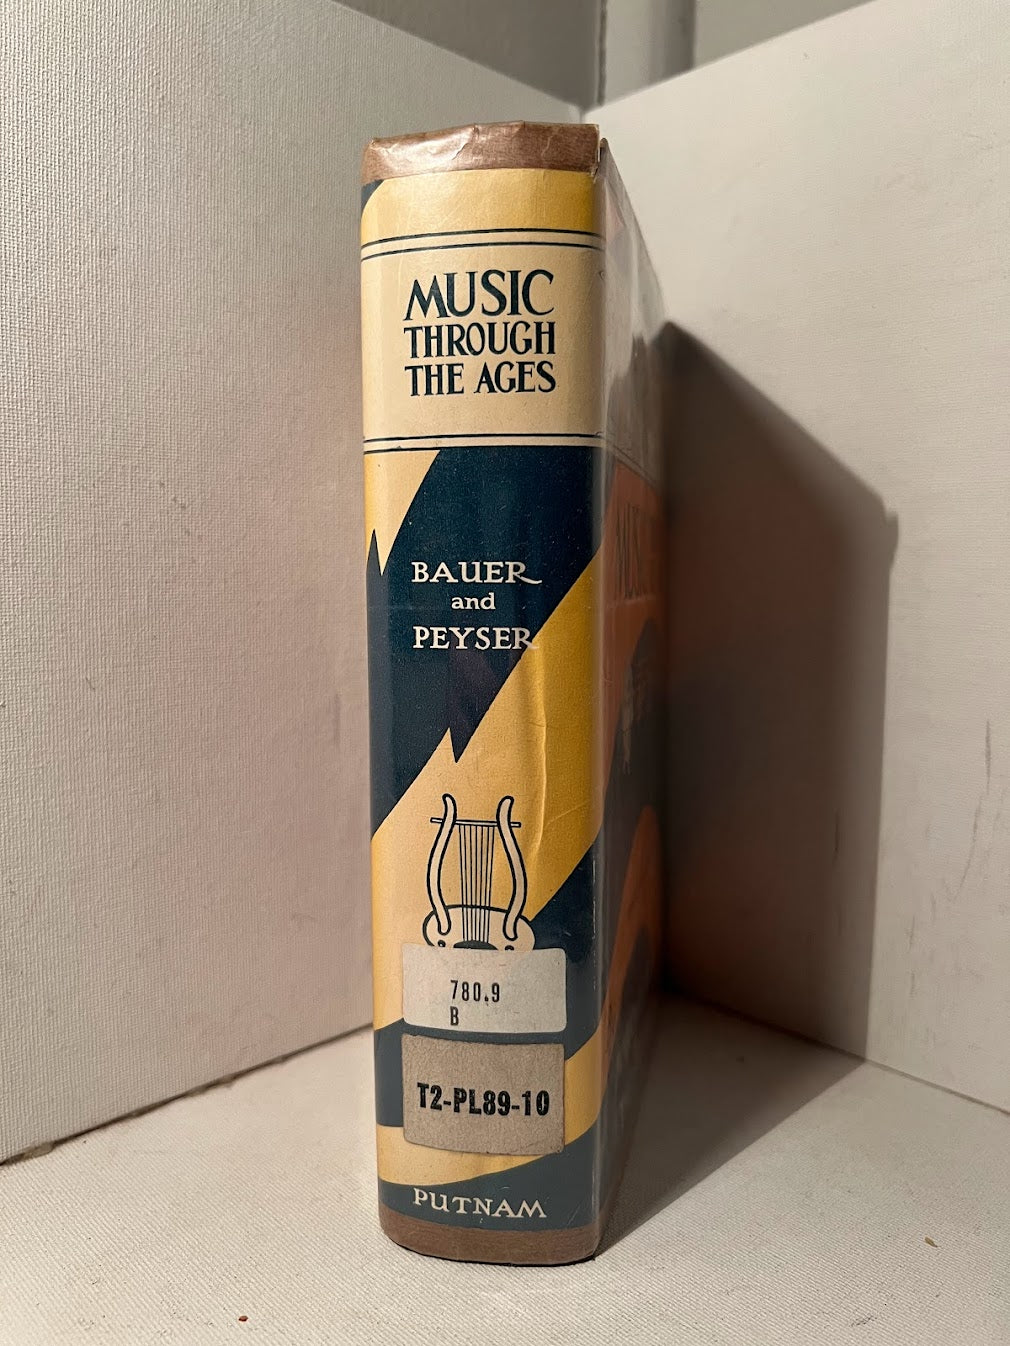 MUSIC
THROUGH
THE AGES
BAUER
and
PEYSER
780.9
B
T2-PL89-10
PUTNAM